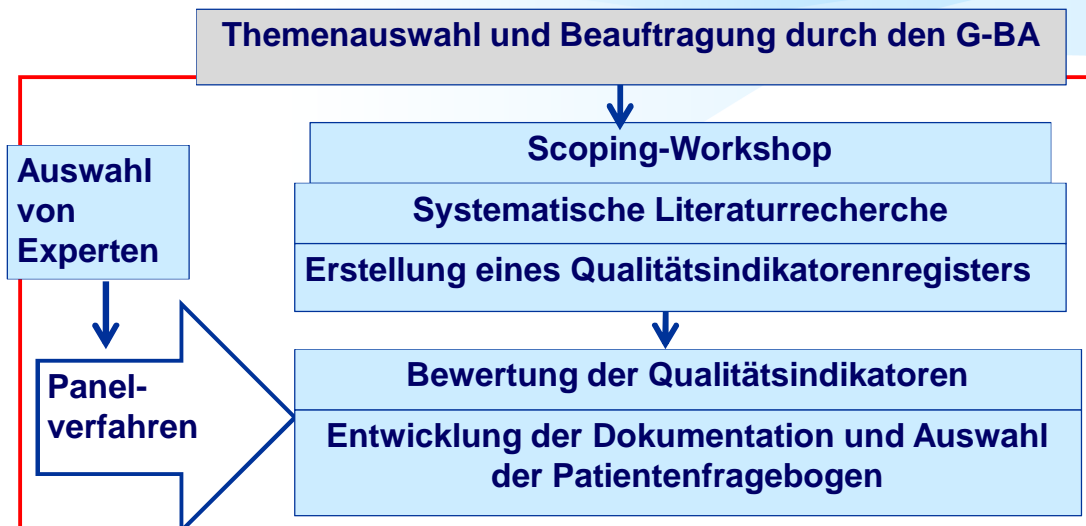 Themenauswahl und Beauftragung durch den G-BA
Scoping-Workshop
Systematische Literaturrecherche
Erstellung eines Qualitätsindikatorenregisters
Auswahl
von
Experten
Panel-
verfahren
Bewertung der Qualitätsindikatoren
Entwicklung der Dokumentation und Auswahl
der Patientenfragebogen